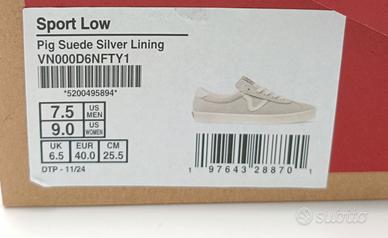 Sport Low
Pig Suede Silver Lining
VN000D6NFTY1
*5200495894*
7.5 US MEN
9.0 US WOMEN
UK EUR CM
6.5 40.0 25.5
DTP - 11/24
1 97643 28870 1
subito